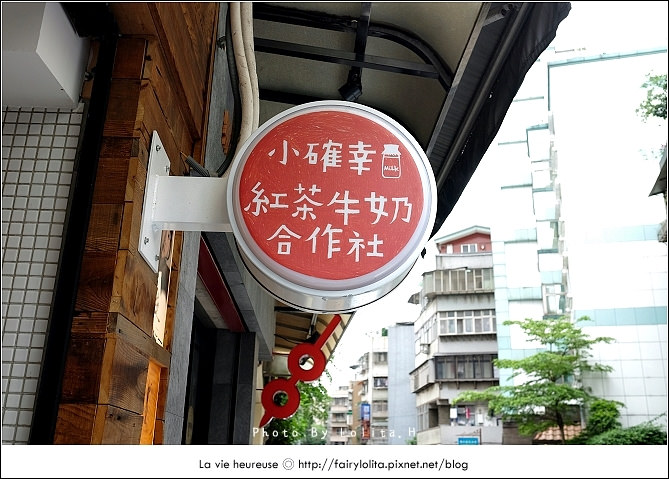 小確幸
Milk
紅茶牛奶
合作社
Photo By Lolita.H
La vie heureuse ◎ http://fairylolita.pixnet.net/blog